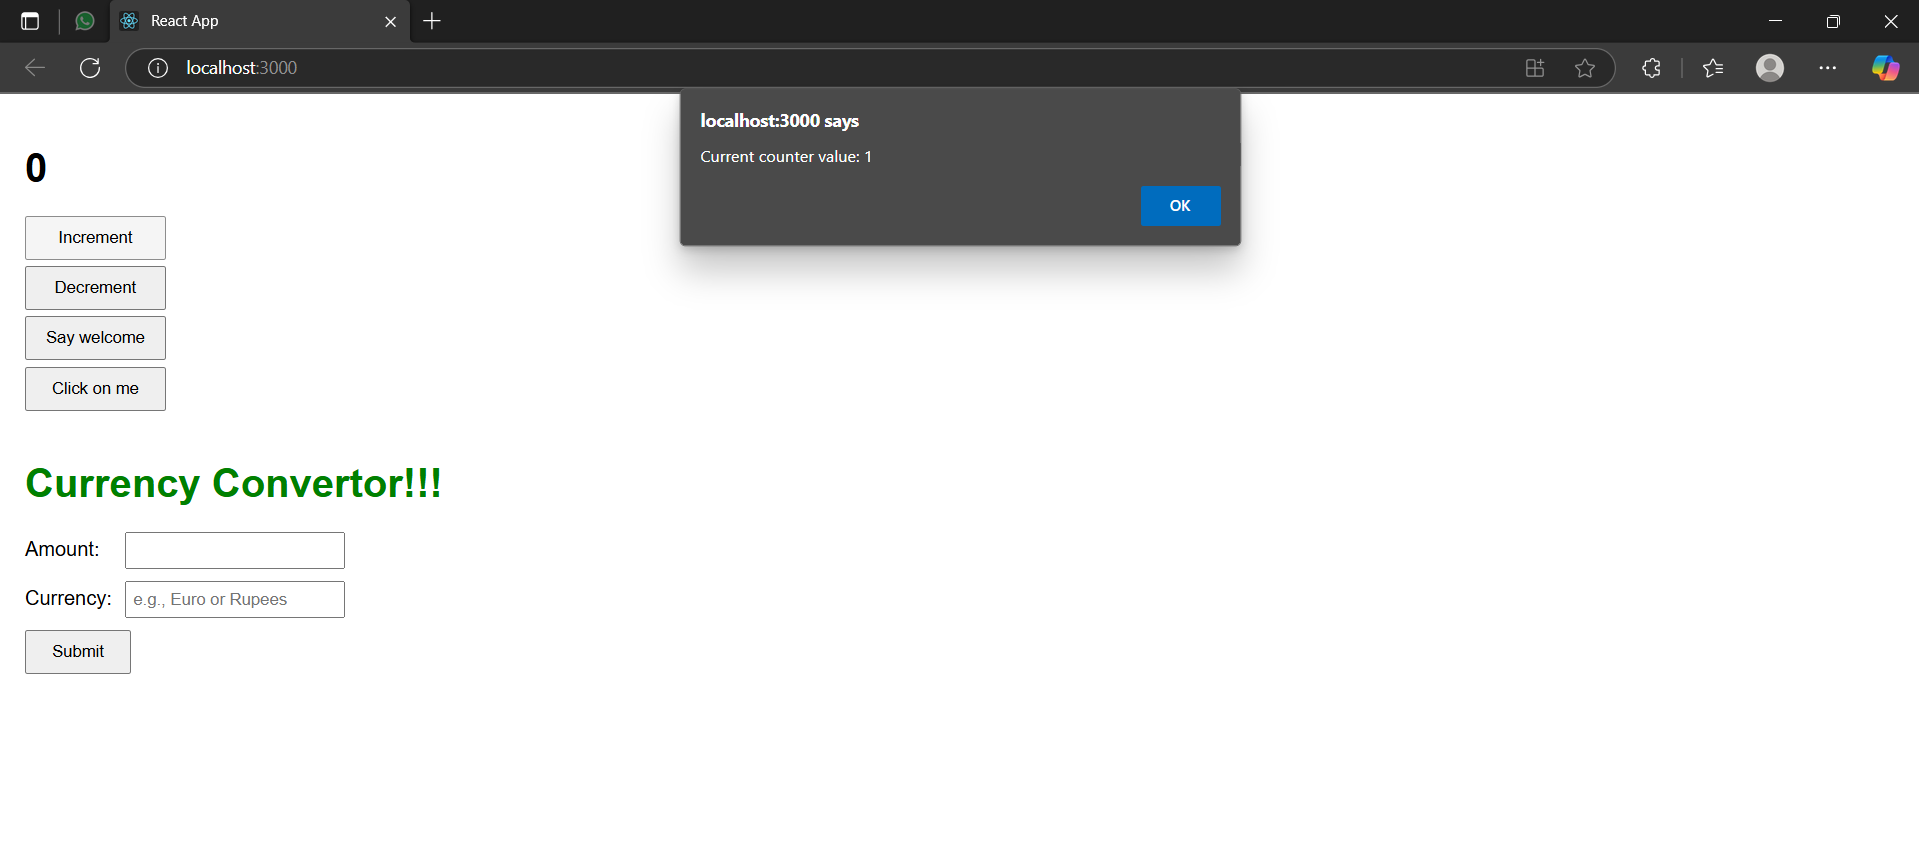 React App
localhost:3000
localhost:3000 says
Current counter value: 1
OK
0
Increment
Decrement
Say welcome
Click on me
Currency Convertor!!!
Amount:
Currency: e.g., Euro or Rupees
Submit